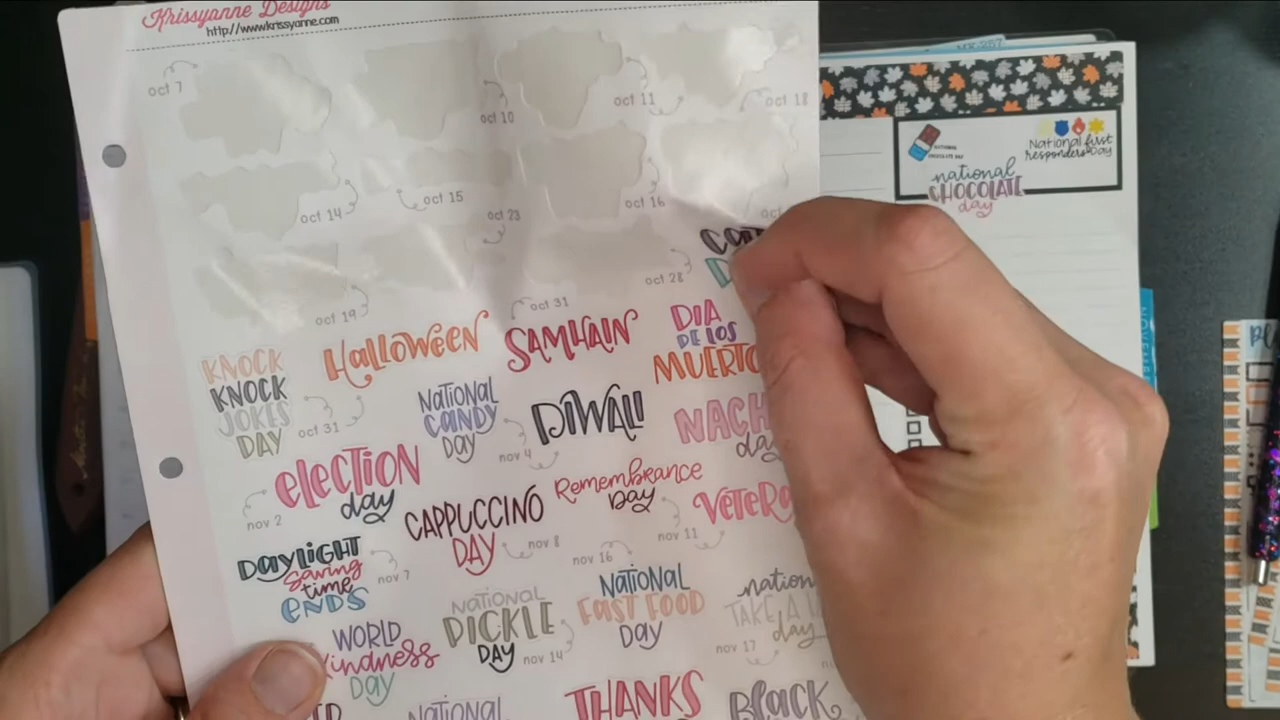 Krissyanne Designs
http://www.krissyanne.com
oct 7
oct 10
oct 11
oct 18
oct 14
oct 15
oct 16
oct 23
oct 19
oct 28
oct 31
KNOCK
KNOCK
JOKES
DAY
oct 31
HALLOWEEN
SAMHAIN
DIA
DE LOS
NATIONAL
CANDY
DAY
nov 4
DIWALI
ELECTION
day
nov 2
CAPPUCCINO
DAY
nov 8
Remembrance
DAY
nov 11
DAYLIGHT
Saving
time
ENDS
nov 7
nov 16
WORLD
kindness
DAY
NATIONAL
DICKLE
DAY
nov 14
NATIONAL
FAST FOOD
DAY
nov 17
NATIONAL
THANKS
BLACK
NATIONAL
CHOCOLATE DAY
national
CHOCOLATE
day
National first
responders Day